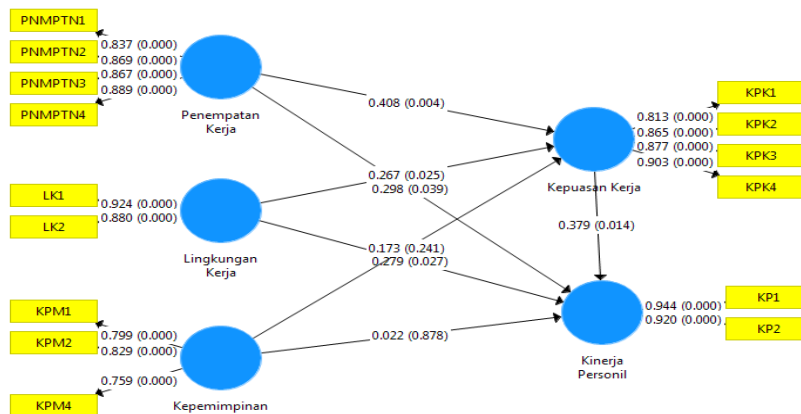 PNMPTN1
PNMPTN2
PNMPTN3
PNMPTN4
0.837 (0.000)
0.869 (0.000)
0.867 (0.000)
0.889 (0.000)
Penempatan
Kerja
LK1
LK2
0.924 (0.000)
0.880 (0.000)
Lingkungan
Kerja
KPM1
KPM2
KPM4
0.799 (0.000)
0.829 (0.000)
0.759 (0.000)
Kepemimpinan
0.408 (0.004)
0.267 (0.025)
0.298 (0.039)
0.173 (0.241)
0.279 (0.027)
0.022 (0.878)
Kepuasan Kerja
0.379 (0.014)
Kinerja
Personil
0.813 (0.000)
0.865 (0.000)
0.877 (0.000)
0.903 (0.000)
KPK1
KPK2
KPK3
KPK4
0.944 (0.000)
0.920 (0.000)
KP1
KP2